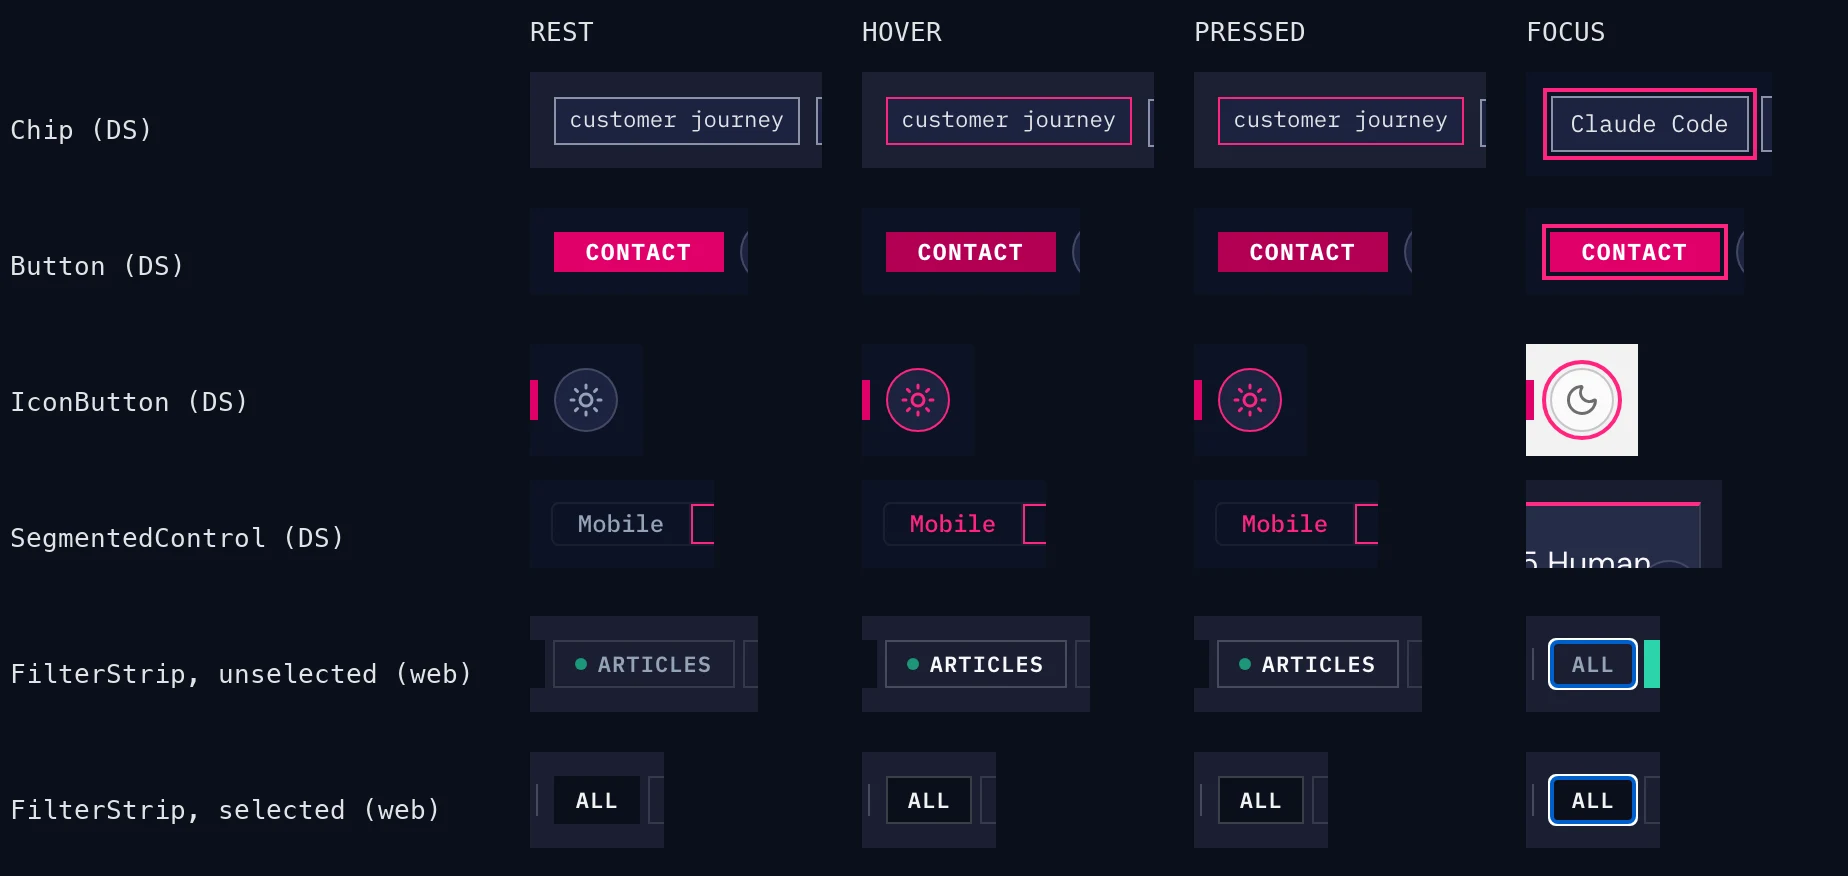 REST HOVER PRESSED FOCUS
Chip (DS) customer journey customer journey customer journey Claude Code
Button (DS) CONTACT CONTACT CONTACT CONTACT
IconButton (DS)
SegmentedControl (DS) Mobile Mobile Mobile 5 Human
FilterStrip, unselected (web) ARTICLES ARTICLES ARTICLES ALL
FilterStrip, selected (web) ALL ALL ALL ALL